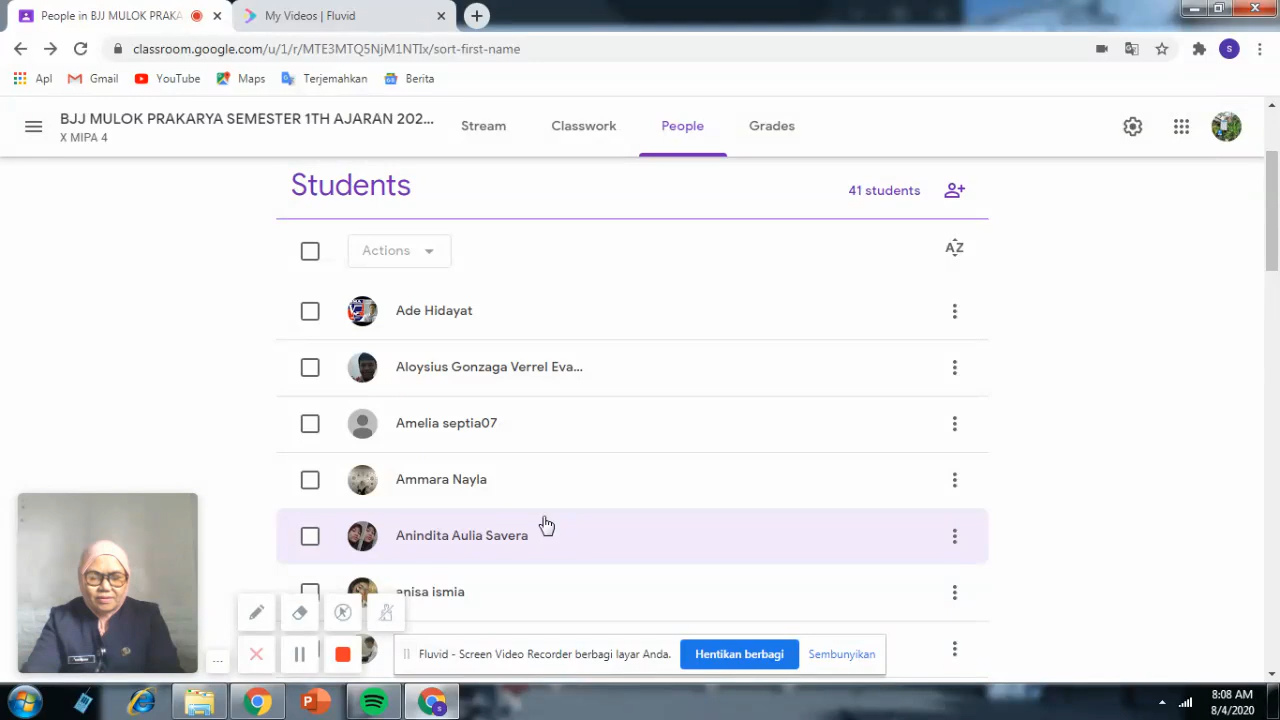 People in BJJ MULOK PRAKA
My Videos | Fluvid
classroom.google.com/u/1/r/MTE3MTQ5NjM1NTIx/sort-first-name
Apl
Gmail
YouTube
Maps
Terjemahkan
Berita
BJJ MULOK PRAKARYA SEMESTER 1TH AJARAN 202...
X MIPA 4
Stream
Classwork
People
Grades
Students
41 students
Actions
AZ
Ade Hidayat
Aloysius Gonzaga Verrel Eva...
Amelia septia07
Ammara Nayla
Anindita Aulia Savera
anisa ismia
Fluvid - Screen Video Recorder berbagi layar Anda.
Hentikan berbagi
Sembunyikan
8:08 AM
8/4/2020